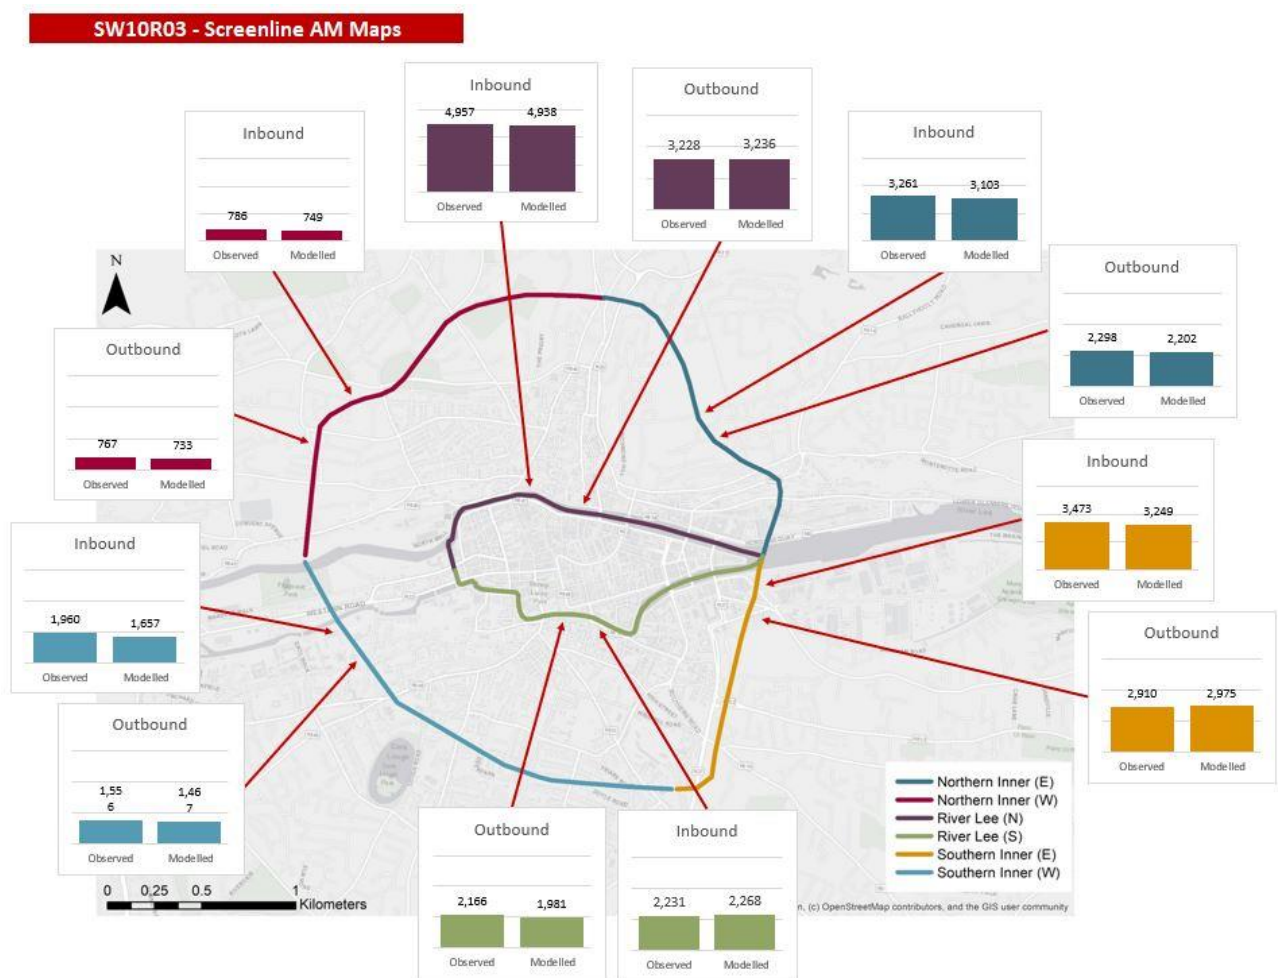 SW10R03 - Screenline AM Maps
Inbound
4,957 4,938
Observed Modelled
Outbound
3,228 3,236
Observed Modelled
Inbound
786 749
Observed Modelled
Inbound
3,261 3,103
Observed Modelled
Outbound
2,298 2,202
Observed Modelled
N
Outbound
767 733
Observed Modelled
Inbound
3,473 3,249
Observed Modelled
Inbound
1,960 1,657
Observed Modelled
WESTERN ROAD
Outbound
2,910 2,975
Observed Modelled
Outbound
1,55 1,46
6 7
Observed Modelled
Northern Inner (E)
Northern Inner (W)
River Lee (N)
River Lee (S)
Southern Inner (E)
Southern Inner (W)
Outbound
2,166 1,981
Observed Modelled
Inbound
2,231 2,268
Observed Modelled
0 0.25 0.5 1
Kilometers
(c) OpenStreetMap contributors, and the GIS user community